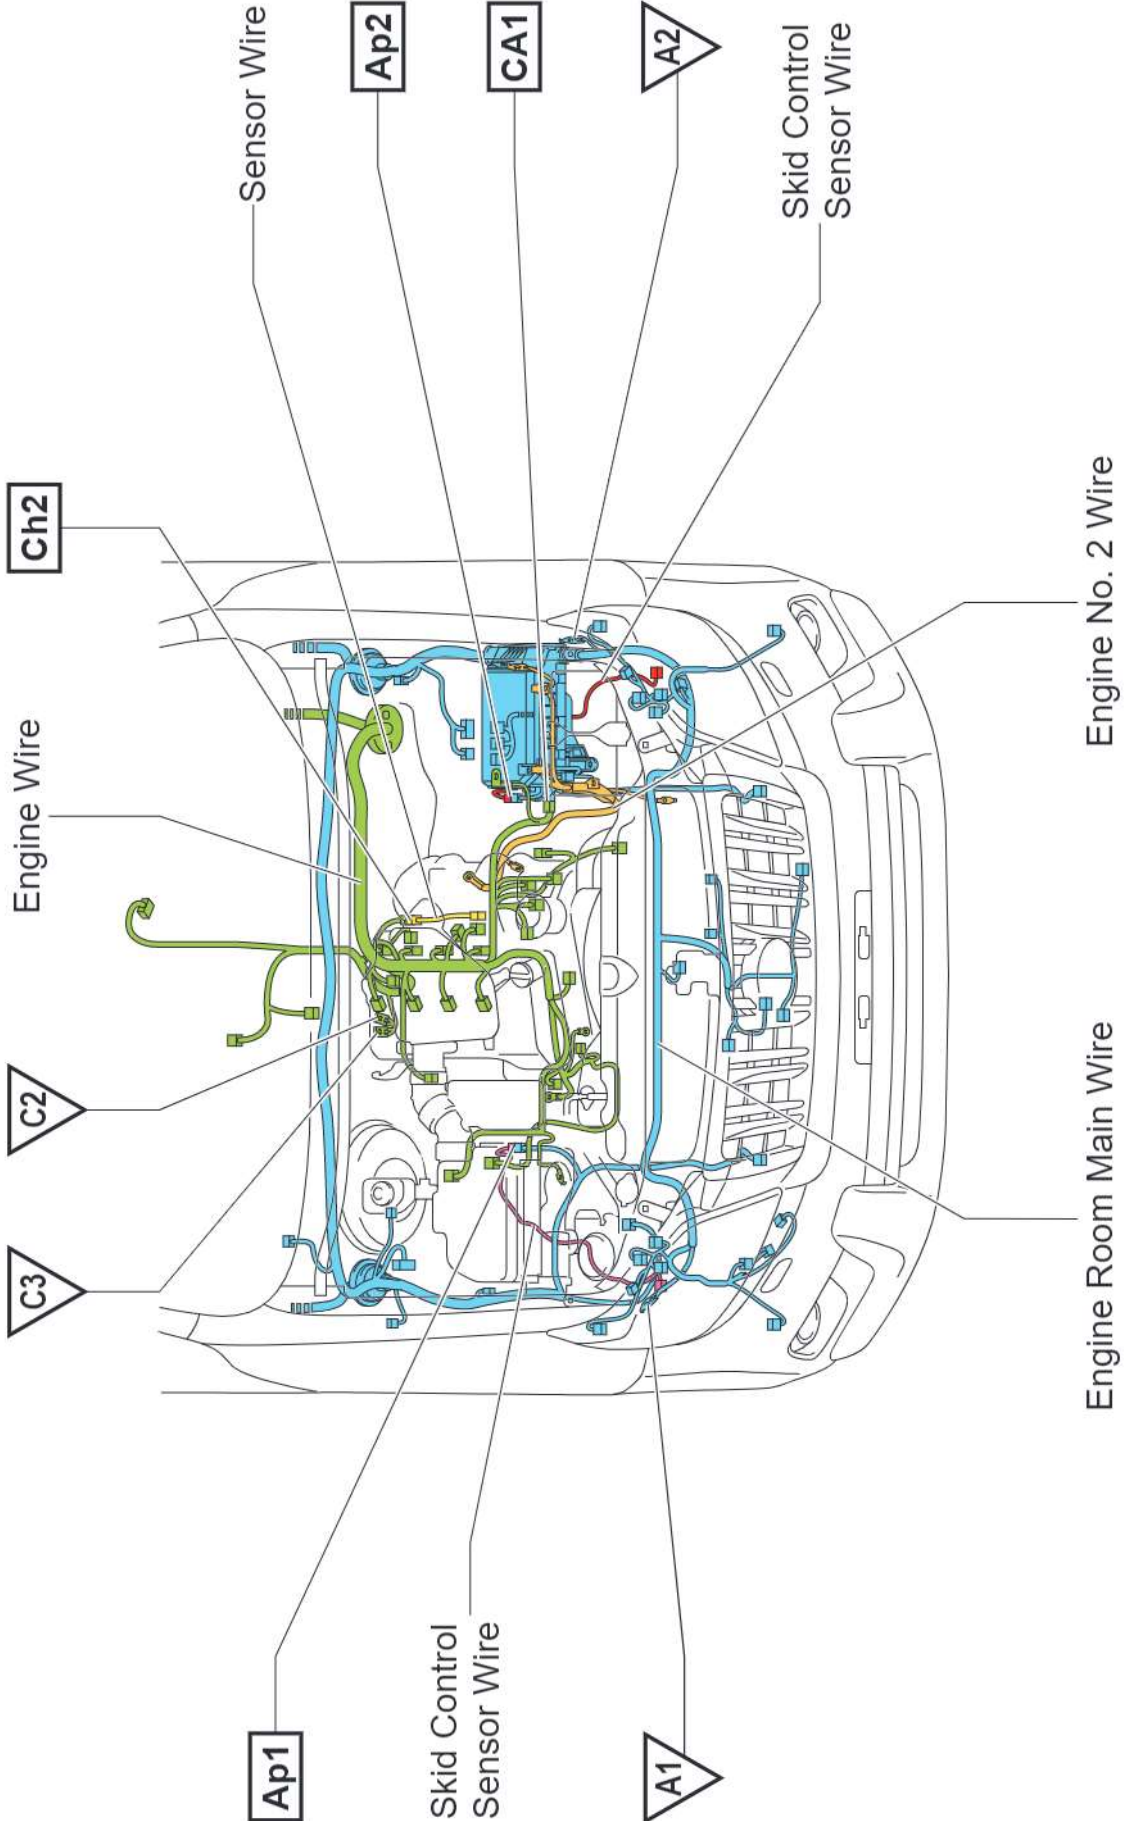 C3
C2
Engine Wire
Ch2
Sensor Wire
Ap1
Ap2
CA1
Skid Control
Sensor Wire
A1
A2
Skid Control
Sensor Wire
Engine Room Main Wire
Engine No. 2 Wire